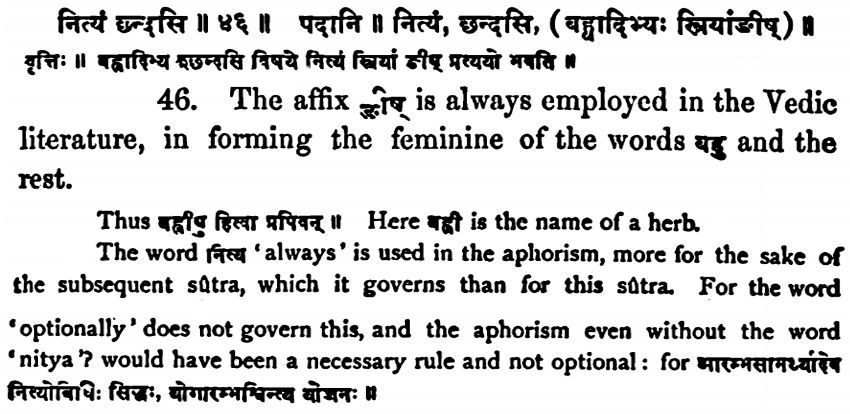 नित्यं छन्दसि ॥ ४६ ॥ पदानि ॥ नित्यं, छन्दसि, ( बह्वादिभ्यः स्त्रियांङीष् ) ॥
वृत्तिः ॥ बह्वादिभ्य श्छन्दसि विषये नित्यं स्त्रियां ङीष् प्रत्ययो भवति ॥
46. The affix ङीष् is always employed in the Vedic
literature, in forming the feminine of the words बहु and the
rest.
Thus बह्वीषु हित्वा प्रपिबन् ॥ Here बह्वी is the name of a herb.
The word नित्य ‘always’ is used in the aphorism, more for the sake of
the subsequent sûtra, which it governs than for this sûtra. For the word
‘optionally’ does not govern this, and the aphorism even without the word
‘nitya’? would have been a necessary rule and not optional : for आरम्भसामर्थ्यादेव
नित्योबिधिः सिद्धः, योगारम्भश्चिन्त्य योजनः ॥